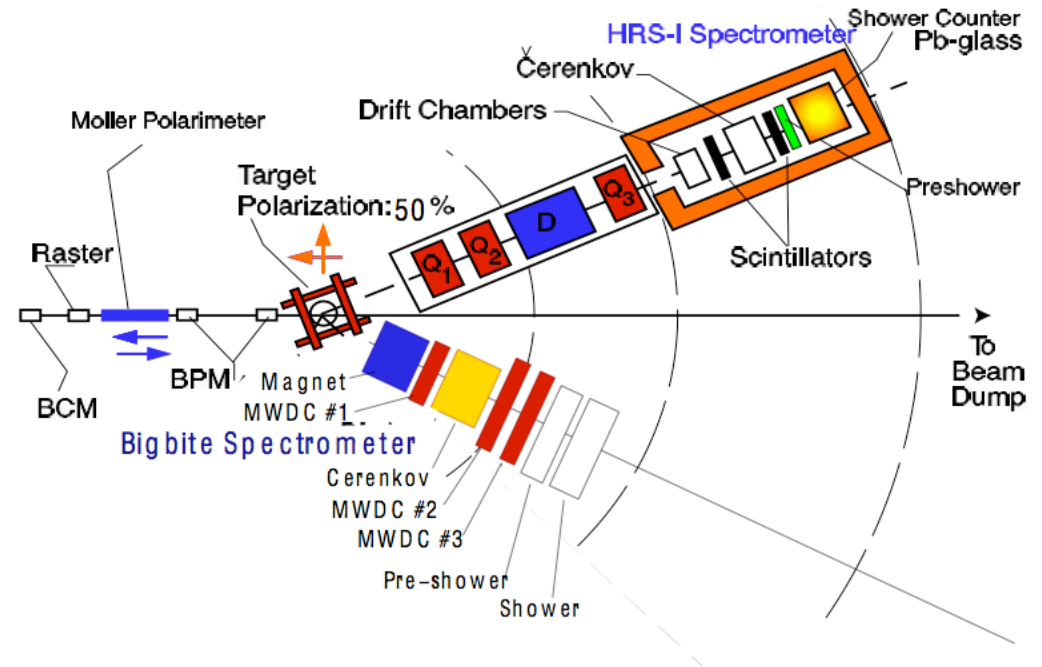 Shower Counter
Pb-glass
HRS-l Spectrometer
Čerenkov
Drift Chambers
Moller Polarimeter
Target
Polarization:50%
Q3
Preshower
D
Q2
Q1
Scintillators
Raster
To
Beam
Dump
BPM
BCM
Magnet
MWDC #1
Bigbite Spectrometer
Cerenkov
MWDC #2
MWDC #3
Pre-shower
Shower